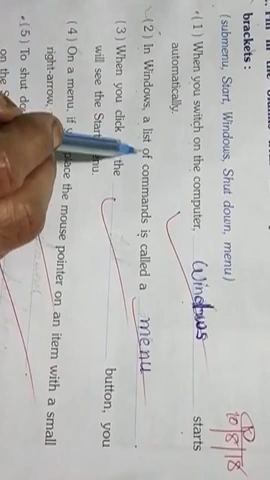 brackets :
(submenu, Start, Windows, Shut down, menu)
(1) When you switch on the computer, Windows starts
automatically.
(2) In Windows, a list of commands is called a menu.
(3) When you click the button, you
will see the Start
(4) On a menu, if place the mouse pointer on an item with a small
right-arrow,
(5) To shut
on the
10/8/18